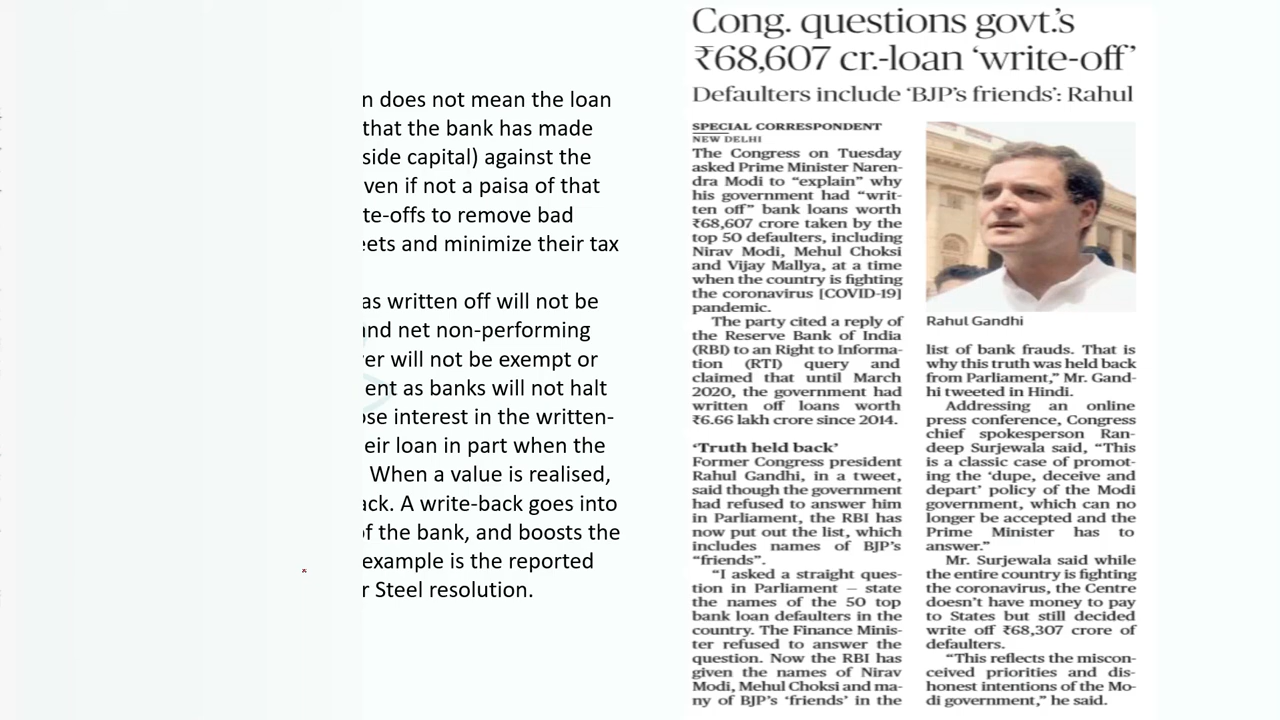 n does not mean the loan
that the bank has made
side capital) against the
ven if not a paisa of that
te-offs to remove bad
eets and minimize their tax
as written off will not be
and net non-performing
er will not be exempt or
ent as banks will not halt
ose interest in the written-
eir loan in part when the
When a value is realised,
ack. A write-back goes into
of the bank, and boosts the
example is the reported
r Steel resolution.
Cong. questions govt.'s
₹68,607 cr.-loan ‘write-off’
Defaulters include ‘BJP's friends’: Rahul
SPECIAL CORRESPONDENT
NEW DELHI
The Congress on Tuesday
asked Prime Minister Naren-
dra Modi to “explain” why
his government had “writ-
ten off” bank loans worth
₹68,607 crore taken by the
top 50 defaulters, including
Nirav Modi, Mehul Choksi
and Vijay Mallya, at a time
when the country is fighting
the coronavirus [COVID-19]
pandemic.
The party cited a reply of
the Reserve Bank of India
(RBI) to an Right to Informa-
tion (RTI) query and
claimed that until March
2020, the government had
written off loans worth
₹6.66 lakh crore since 2014.
‘Truth held back’
Former Congress president
Rahul Gandhi, in a tweet,
said though the government
had refused to answer him
in Parliament, the RBI has
now put out the list, which
includes names of BJP's
“friends”.
“I asked a straight ques-
tion in Parliament – state
the names of the 50 top
bank loan defaulters in the
country. The Finance Minis-
ter refused to answer the
question. Now the RBI has
given the names of Nirav
Modi, Mehul Choksi and ma-
ny of BJP's ‘friends’ in the
Rahul Gandhi
list of bank frauds. That is
why this truth was held back
from Parliament,” Mr. Gand-
hi tweeted in Hindi.
Addressing an online
press conference, Congress
chief spokesperson Ran-
deep Surjewala said, “This
is a classic case of promot-
ing the ‘dupe, deceive and
depart’ policy of the Modi
government, which can no
longer be accepted and the
Prime Minister has to
answer.”
Mr. Surjewala said while
the entire country is fighting
the coronavirus, the Centre
doesn't have money to pay
to States but still decided
write off ₹68,307 crore of
defaulters.
“This reflects the miscon-
ceived priorities and dis-
honest intentions of the Mo-
di government,” he said.